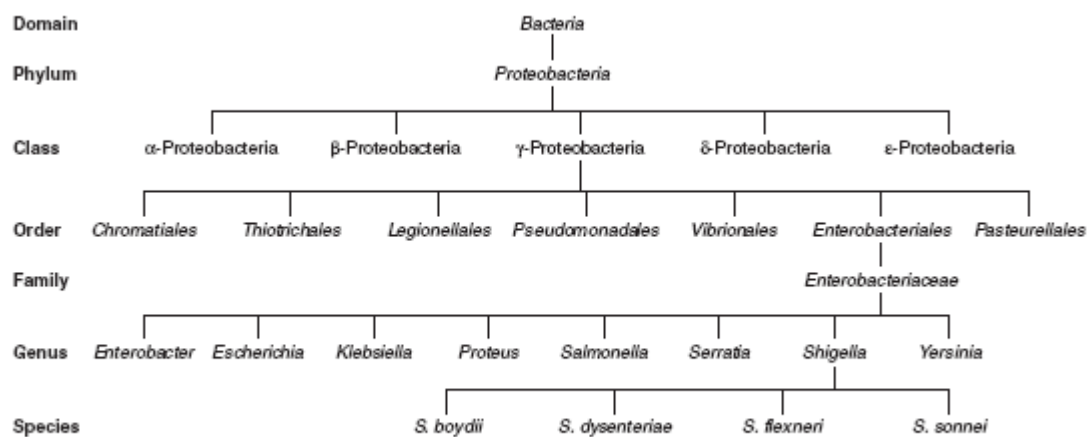 Domain Bacteria
Phylum Proteobacteria
Class α-Proteobacteria β-Proteobacteria γ-Proteobacteria δ-Proteobacteria ε-Proteobacteria
Order Chromatiales Thiotrichales Legionellales Pseudomonadales Vibrionales Enterobacteriales Pasteurellales
Family Enterobacteriaceae
Genus Enterobacter Escherichia Klebsiella Proteus Salmonella Serratia Shigella Yersinia
Species S. boydii S. dysenteriae S. flexneri S. sonnei